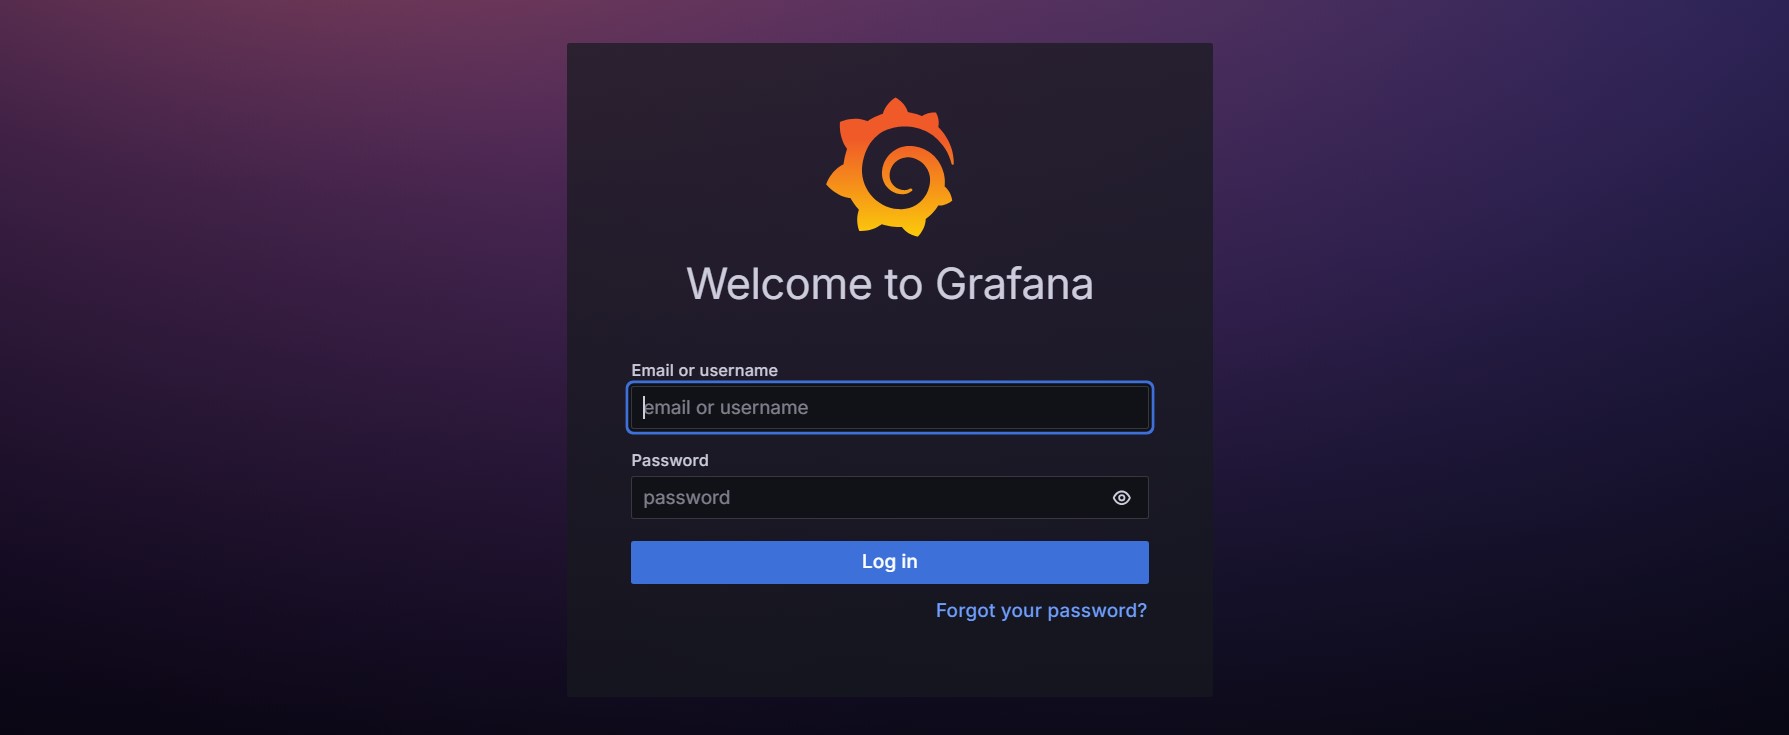 Welcome to Grafana
Email or username
email or username
Password
password
Log in
Forgot your password?